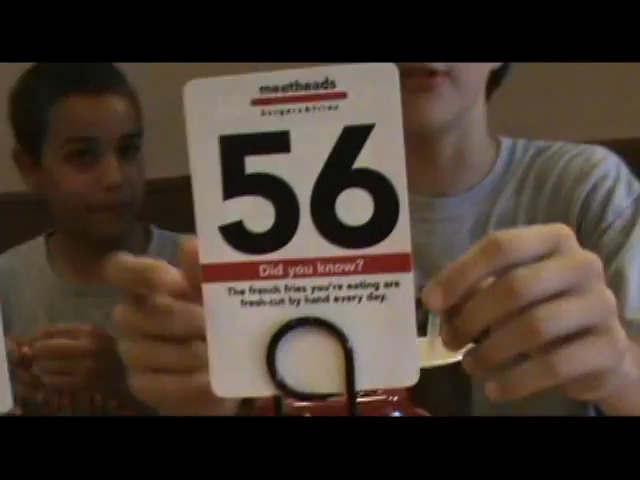 meatheads
burgers & fries
56
Did you know?
The french fries you're eating are
fresh-cut by hand every day.